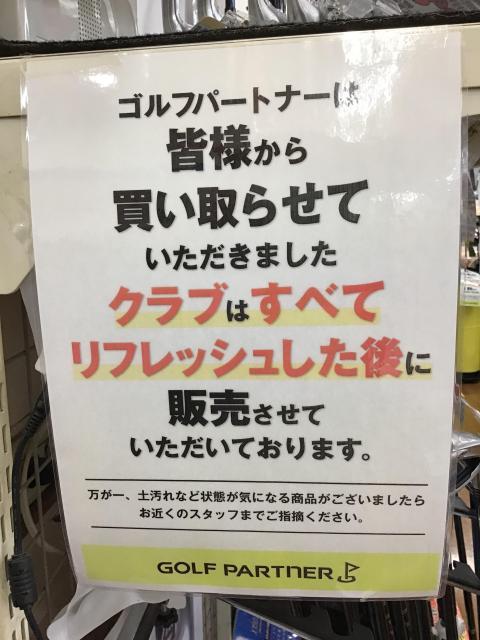 ゴルフパートナーは
皆様から
買い取らせて
いただきました
クラブはすべて
リフレッシュした後に
販売させて
いただいております。
万が一、土汚れなど状態が気になる商品がございましたら
お近くのスタッフまでご指摘ください。
GOLF PARTNER